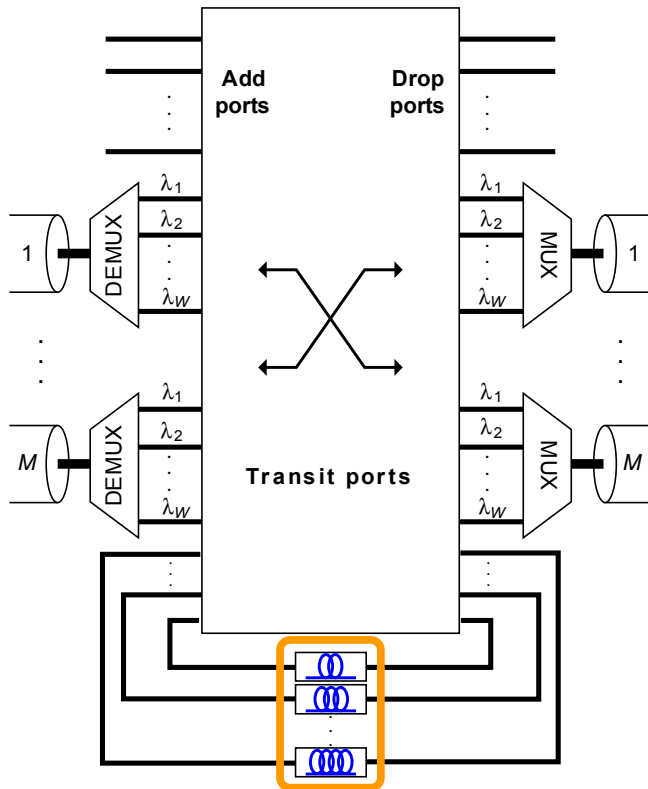 Add
ports
Drop
ports
λ1
λ2
λW
DEMUX
1
λ1
λ2
λW
MUX
1
λ1
λ2
λW
DEMUX
M
λ1
λ2
λW
MUX
M
Transit ports